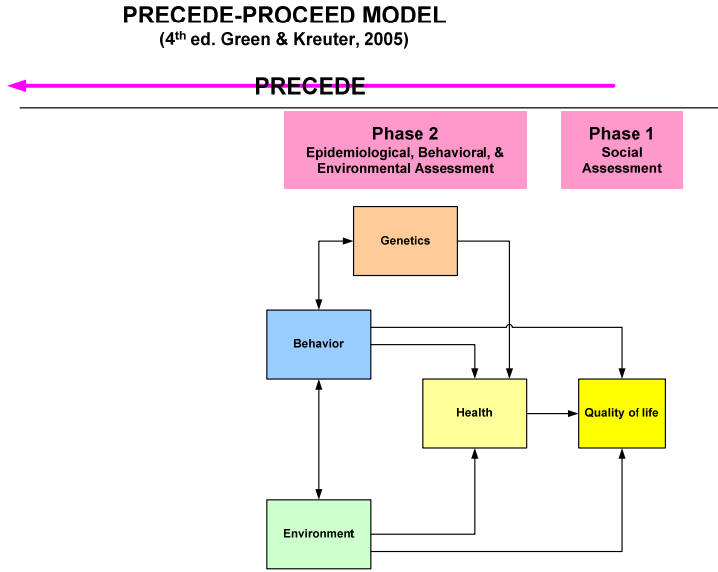 PRECEDE-PROCEED MODEL
(4th ed. Green & Kreuter, 2005)
PRECEDE
Phase 2
Epidemiological, Behavioral, &
Environmental Assessment
Phase 1
Social
Assessment
Genetics
Behavior
Health
Quality of life
Environment